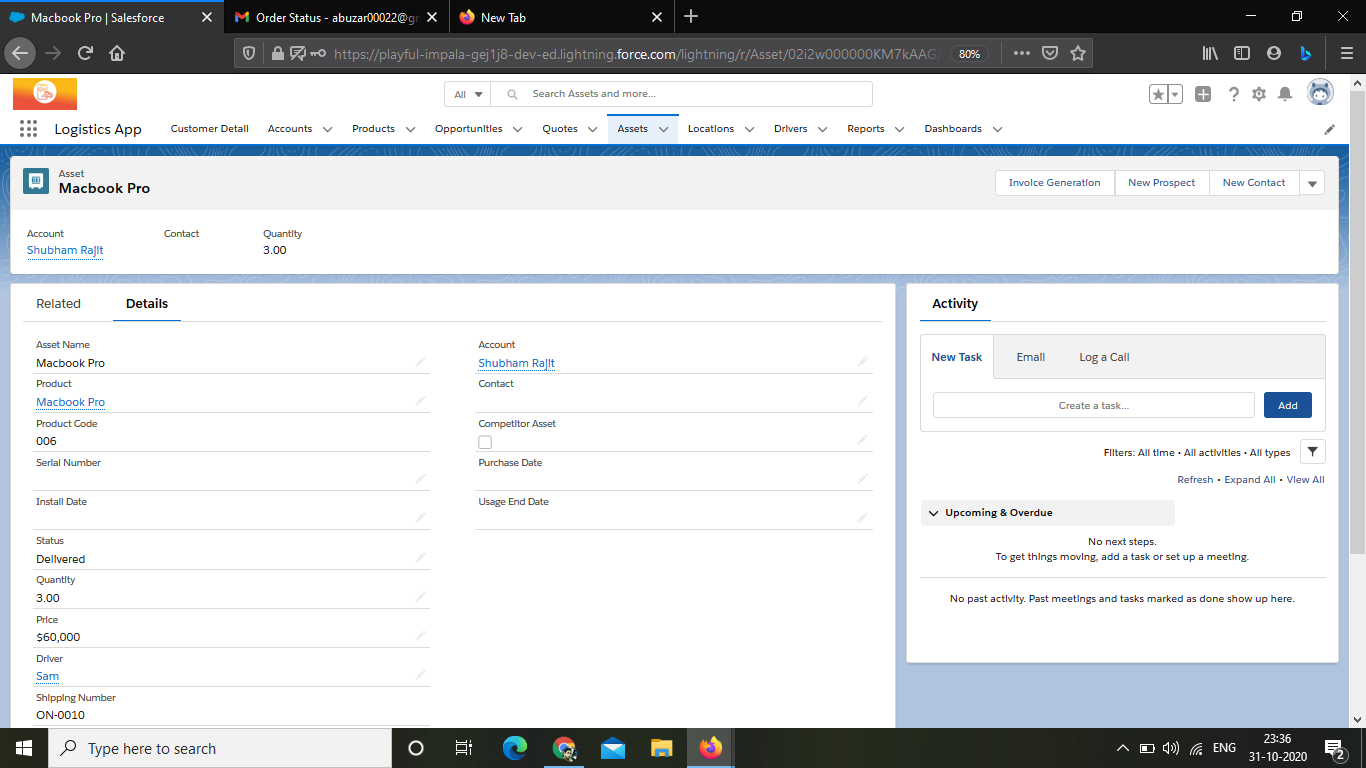 Macbook Pro | Salesforce
Order Status - abuzar00022@gm
New Tab
https://playful-impala-gej1j8-dev-ed.lightning.force.com/lightning/r/Asset/02i2w000000KM7kAAG/
80%
All
Search Assets and more...
Logistics App
Customer Detail
Accounts
Products
Opportunities
Quotes
Assets
Locations
Drivers
Reports
Dashboards
Asset
Macbook Pro
Invoice Generation
New Prospect
New Contact
Account
Contact
Quantity
Shubham Rajit
3.00
Related
Details
Asset Name
Macbook Pro
Product
Macbook Pro
Product Code
006
Serial Number
Install Date
Status
Delivered
Quantity
3.00
Price
$60,000
Driver
Sam
Shipping Number
ON-0010
Account
Shubham Rajit
Contact
Competitor Asset
Purchase Date
Usage End Date
Activity
New Task
Email
Log a Call
Create a task...
Add
Filters: All time • All activities • All types
Refresh • Expand All • View All
Upcoming & Overdue
No next steps.
To get things moving, add a task or set up a meeting.
No past activity. Past meetings and tasks marked as done show up here.
Type here to search
ENG
23:36
31-10-2020
2